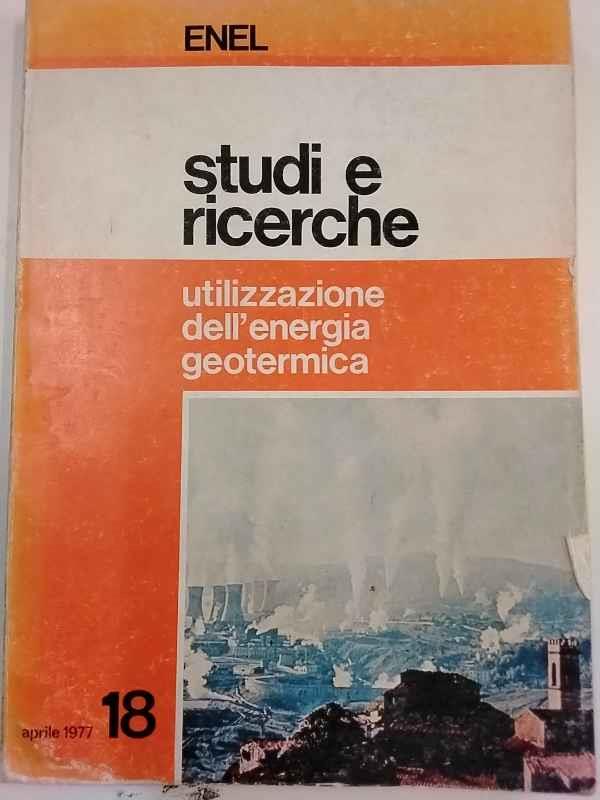 ENEL
studi e
ricerche
utilizzazione
dell'energia
geotermica
aprile 1977 18